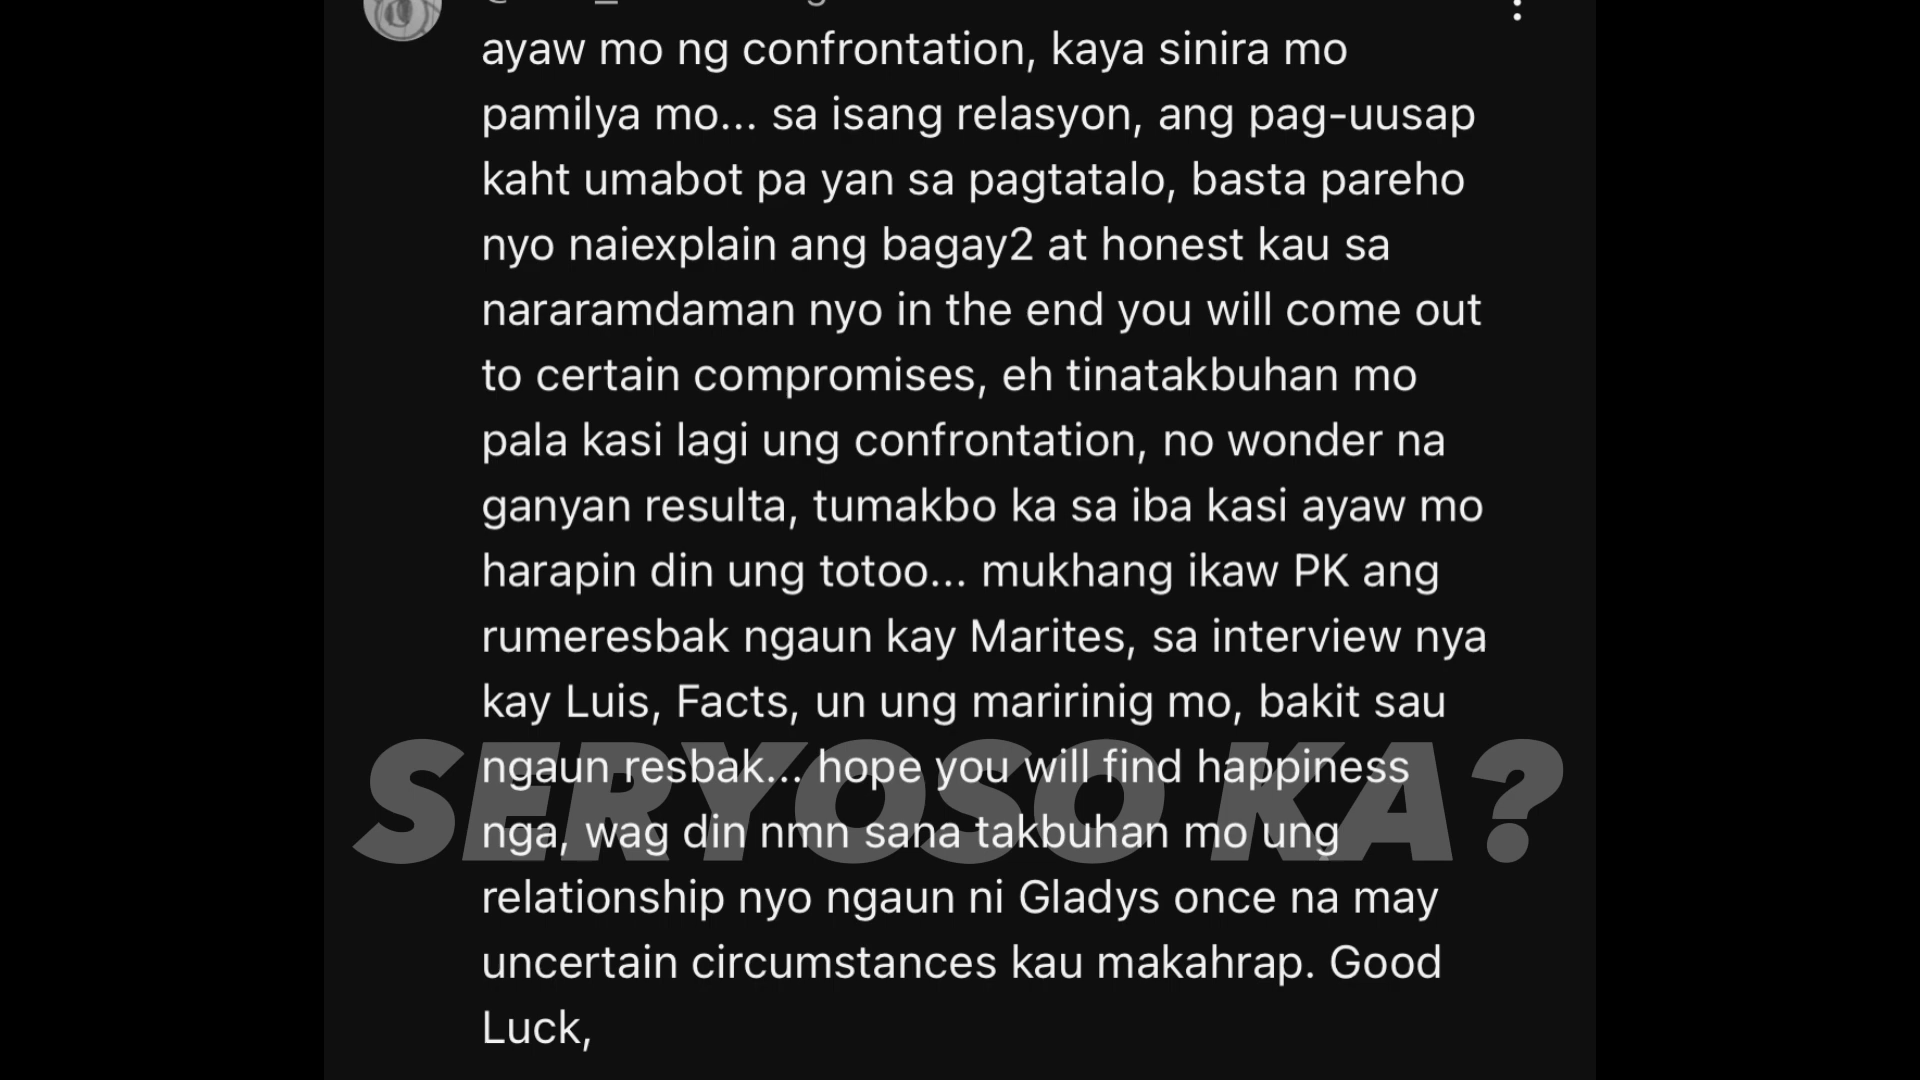 ayaw mo ng confrontation, kaya sinira mo
pamilya mo... sa isang relasyon, ang pag-uusap
kaht umabot pa yan sa pagtatalo, basta pareho
nyo naiexplain ang bagay2 at honest kau sa
nararamdaman nyo in the end you will come out
to certain compromises, eh tinatakbuhan mo
pala kasi lagi ung confrontation, no wonder na
ganyan resulta, tumakbo ka sa iba kasi ayaw mo
harapin din ung totoo... mukhang ikaw PK ang
rumeresbak ngaun kay Marites, sa interview nya
kay Luis, Facts, un ung maririnig mo, bakit sau
ngaun resbak... hope you will find happiness
nga, wag din nmn sana takbuhan mo ung
relationship nyo ngaun ni Gladys once na may
uncertain circumstances kau makahrap. Good
Luck,
SERYOSO KA?